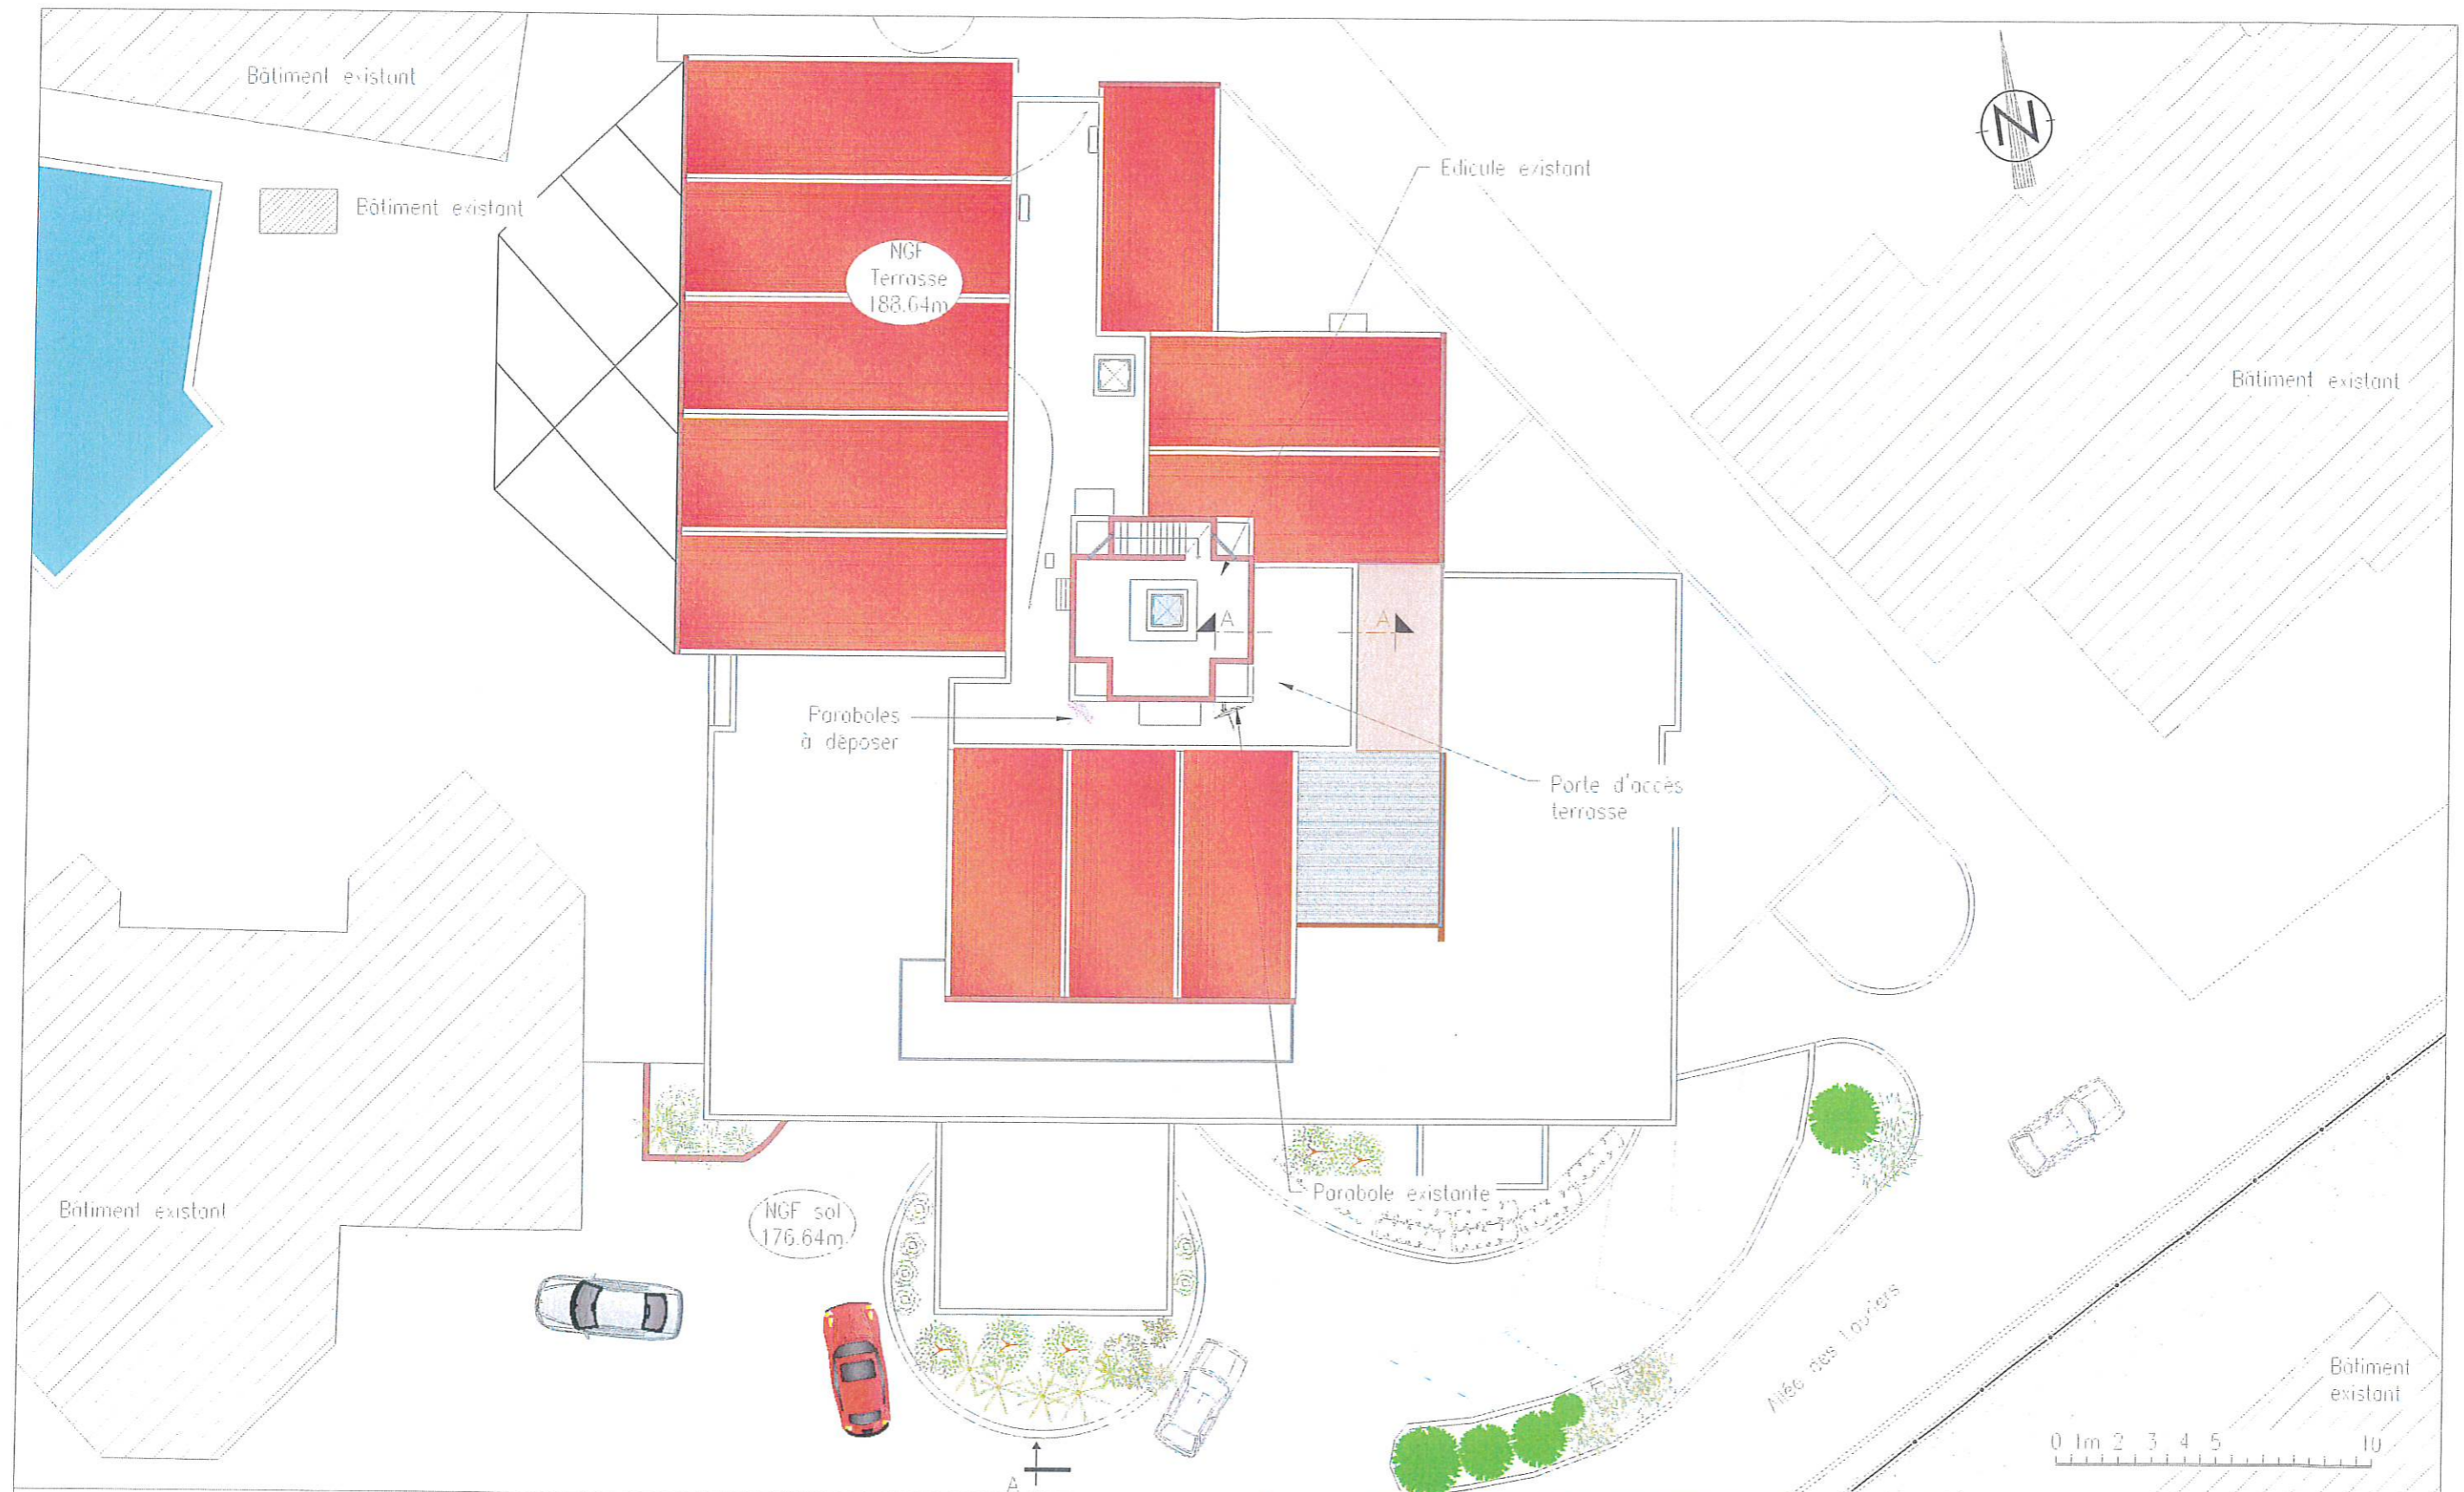 Bâtiment existant
N
Edicule existant
Bâtiment existant
NGF
Terrasse
188.64m
Bâtiment existant
A
A
Paraboles
à déposer
Porte d'accès
terrasse
Parabole existante
Bâtiment existant
NGF sol
176.64m
Allée des Lauriers
Bâtiment
existant
0 1m 2 3 4 5 10
A